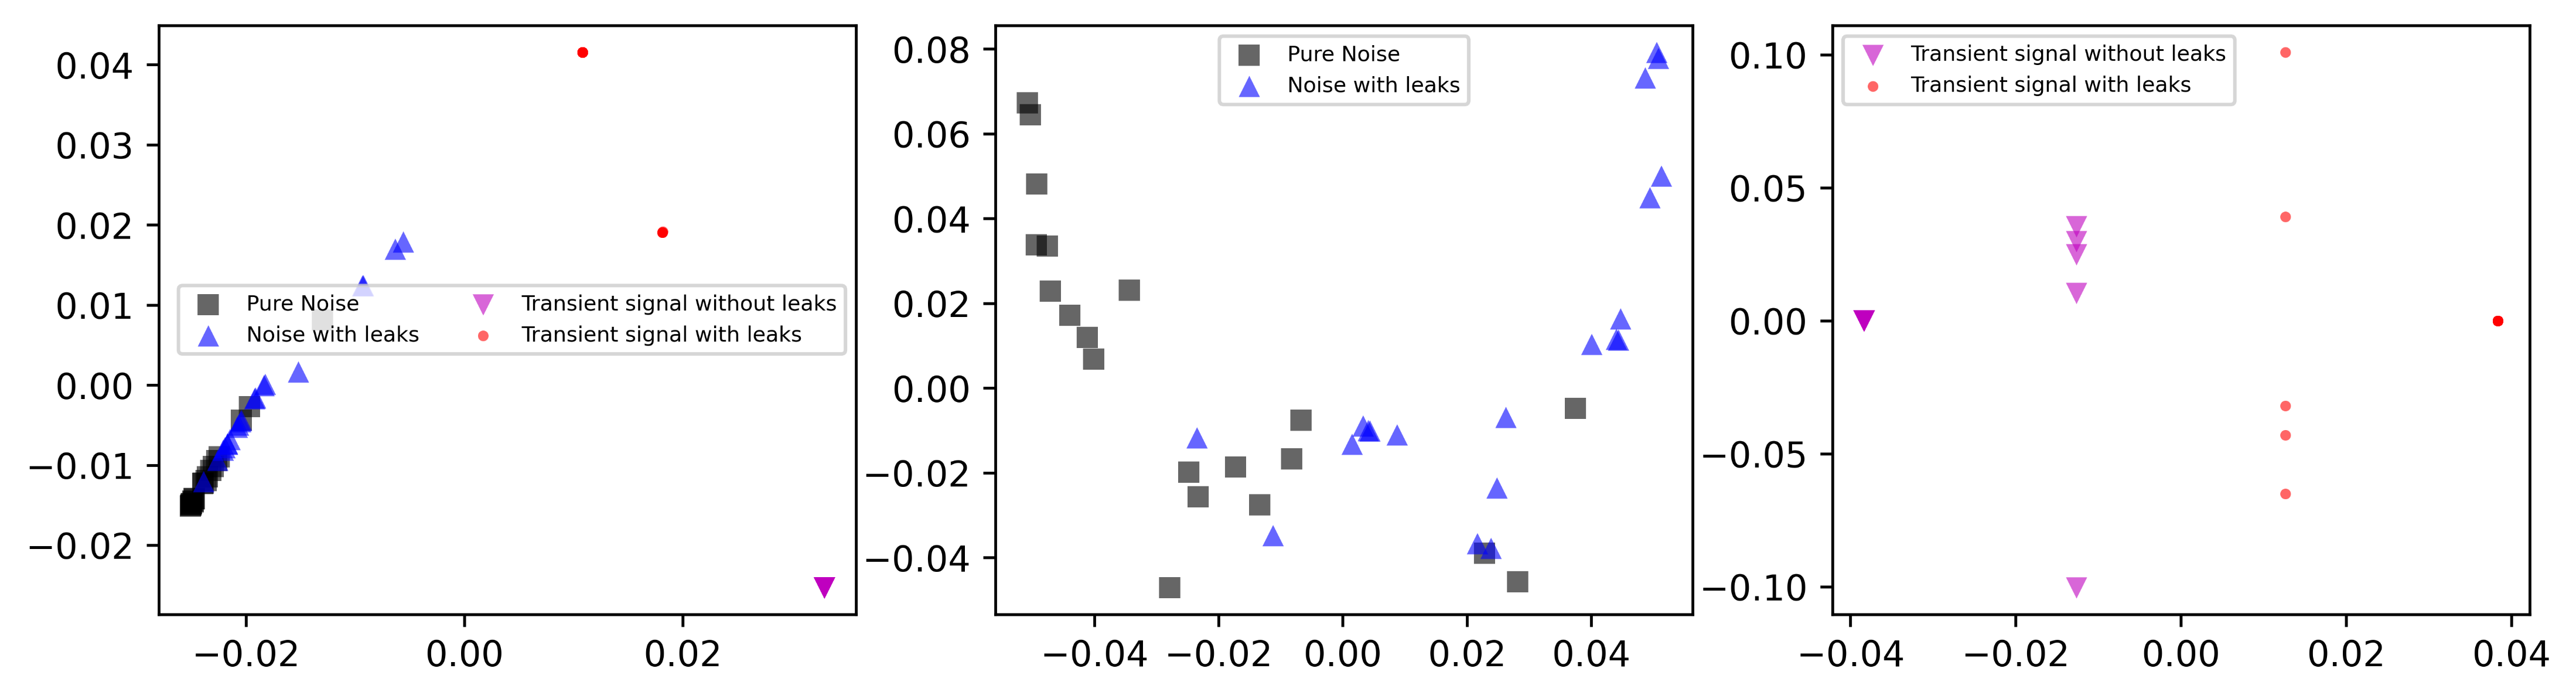 0.04
0.03
0.02
0.01
0.00
−0.01
−0.02
Pure Noise
Noise with leaks
Transient signal without leaks
Transient signal with leaks
−0.02 0.00 0.02
0.08
0.06
0.04
0.02
0.00
−0.02
−0.04
Pure Noise
Noise with leaks
−0.04 −0.02 0.00 0.02 0.04
0.10
0.05
0.00
−0.05
−0.10
Transient signal without leaks
Transient signal with leaks
−0.04 −0.02 0.00 0.02 0.04